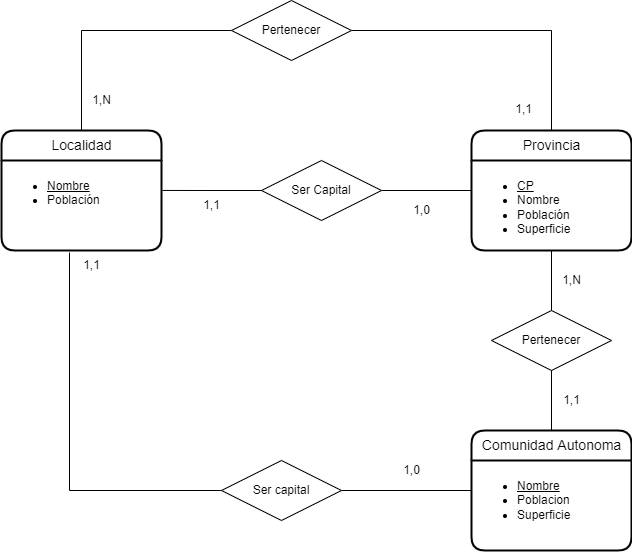 Pertenecer
1,N
1,1
Localidad
Nombre
Población
Provincia
CP
Nombre
Población
Superficie
Ser Capital
1,1
1,0
1,1
1,N
Pertenecer
1,1
Comunidad Autonoma
Nombre
Poblacion
Superficie
Ser capital
1,0